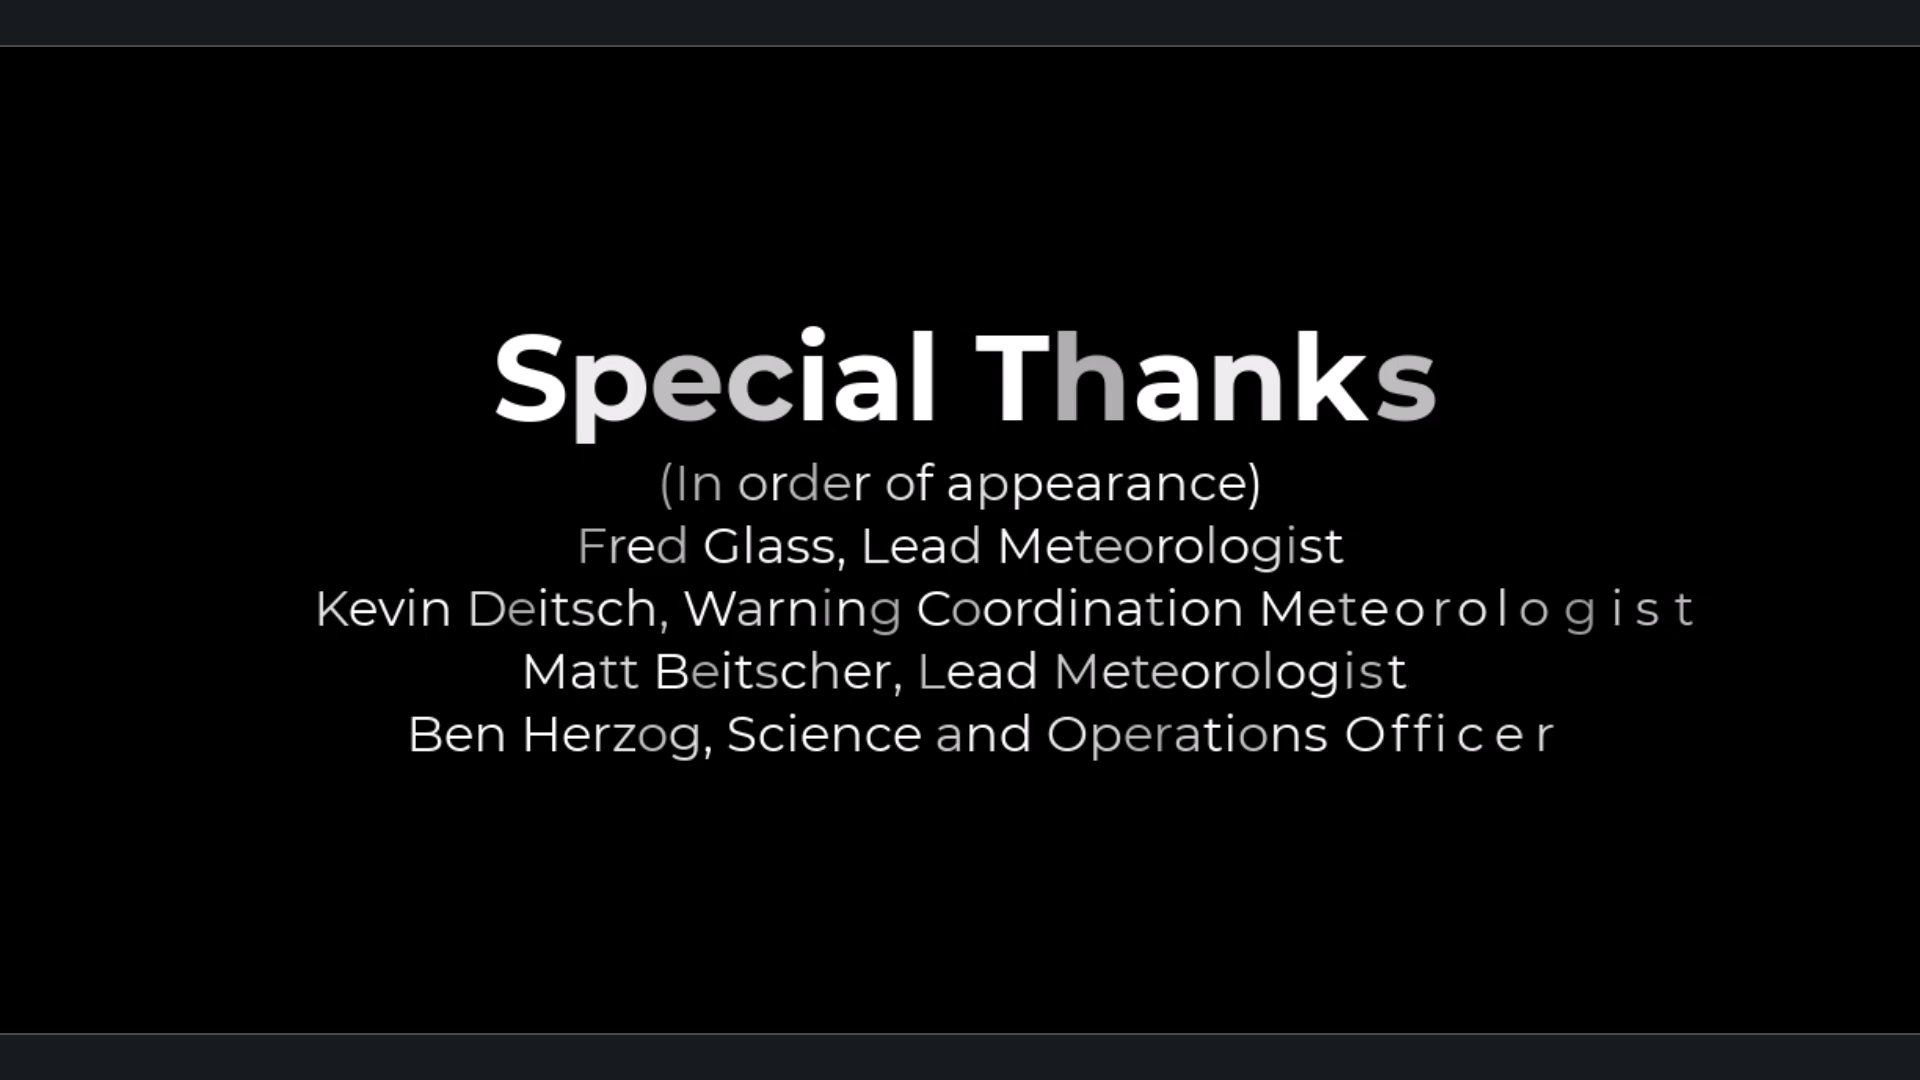 Special Thanks
(In order of appearance)
Fred Glass, Lead Meteorologist
Kevin Deitsch, Warning Coordination Meteorologist
Matt Beitscher, Lead Meteorologist
Ben Herzog, Science and Operations Officer